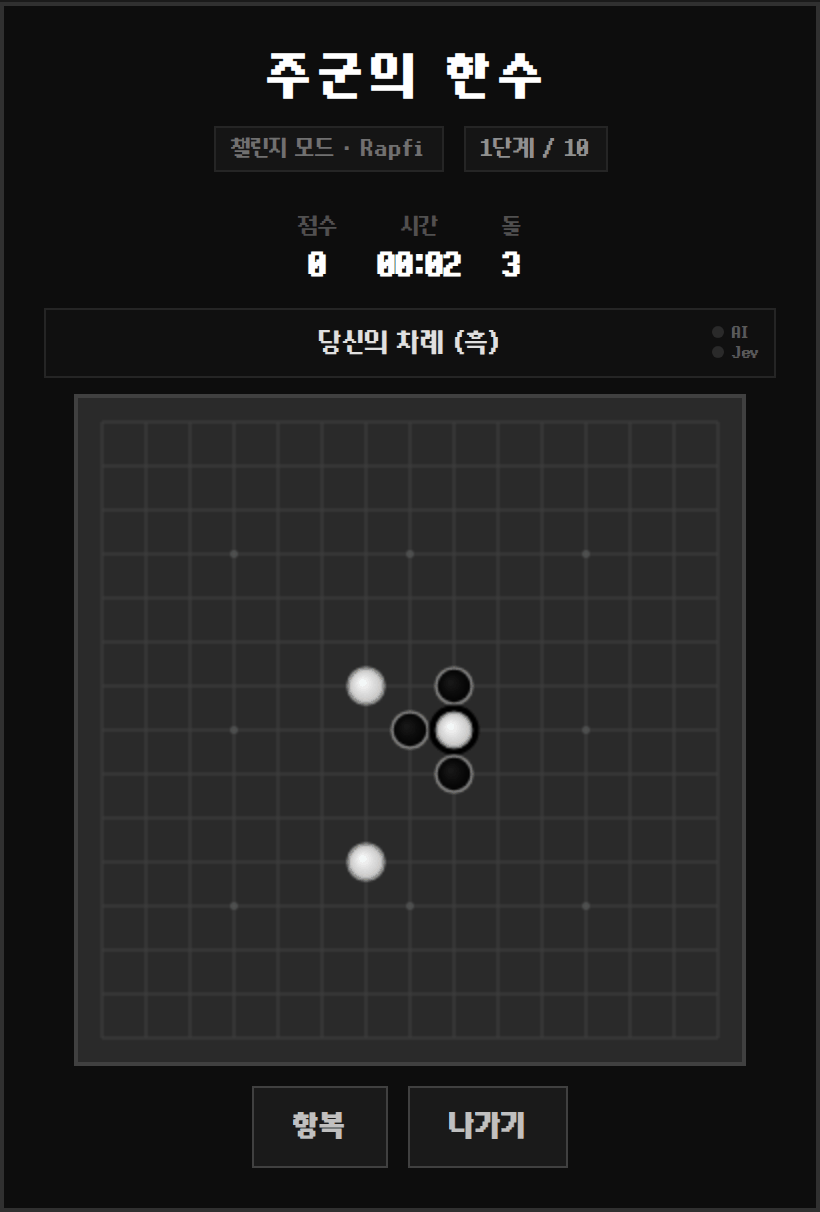 주군의 한수
챌린지 모드 · Rapfi
1단계 / 10
점수 시간 돌
0 00:02 3
당신의 차례 (흑)
AI
Jev
항복 나가기